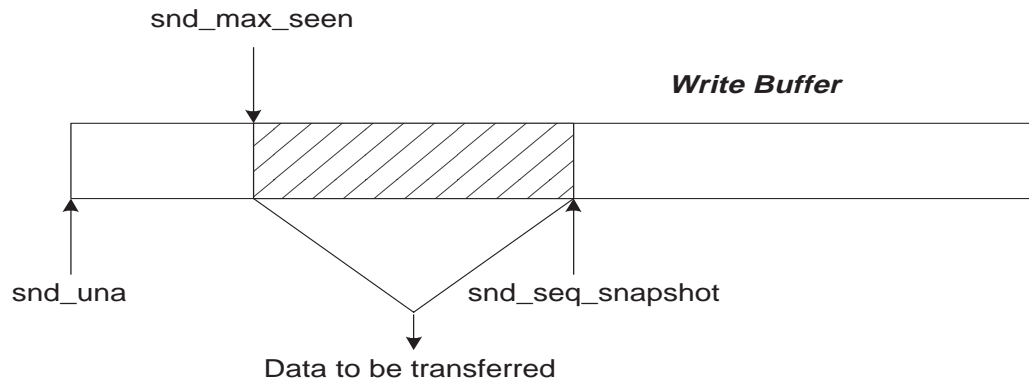 snd_max_seen
Write Buffer
snd_una
snd_seq_snapshot
Data to be transferred